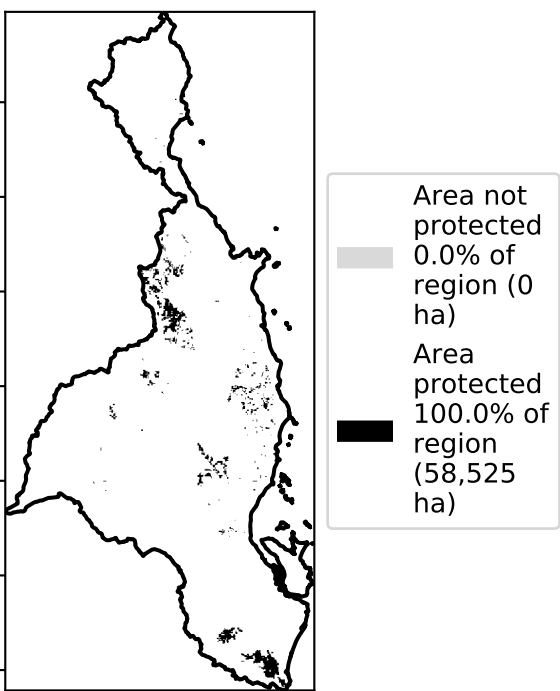 Area not
protected
0.0% of
region (0
ha)
Area
protected
100.0% of
region
(58,525
ha)